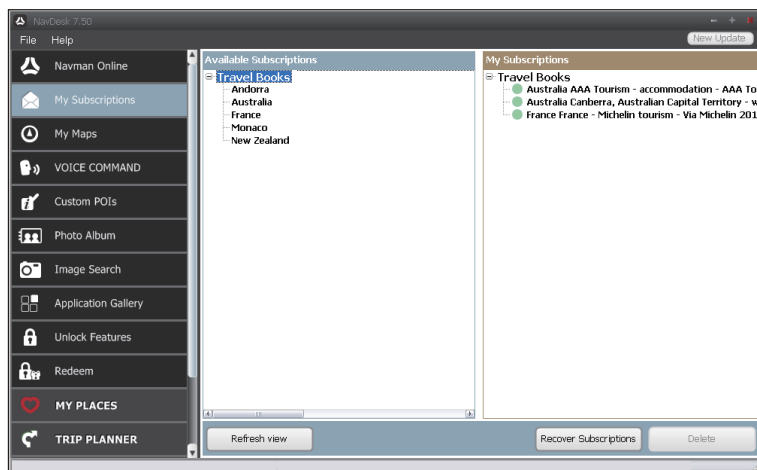 NavDesk 7.50
File Help
New Update
Navman Online
My Subscriptions
My Maps
VOICE COMMAND
Custom POIs
Photo Album
Image Search
Application Gallery
Unlock Features
Redeem
MY PLACES
TRIP PLANNER
Available Subscriptions
Travel Books
Andorra
Australia
France
Monaco
New Zealand
Refresh view
My Subscriptions
Travel Books
Australia AAA Tourism - accommodation - AAA To
Australia Canberra, Australian Capital Territory - w
France France - Michelin tourism - Via Michelin 201
Recover Subscriptions
Delete